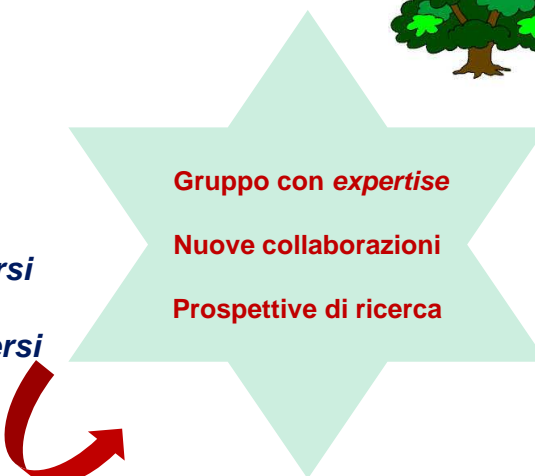 Gruppo con expertise
Nuove collaborazioni
Prospettive di ricerca